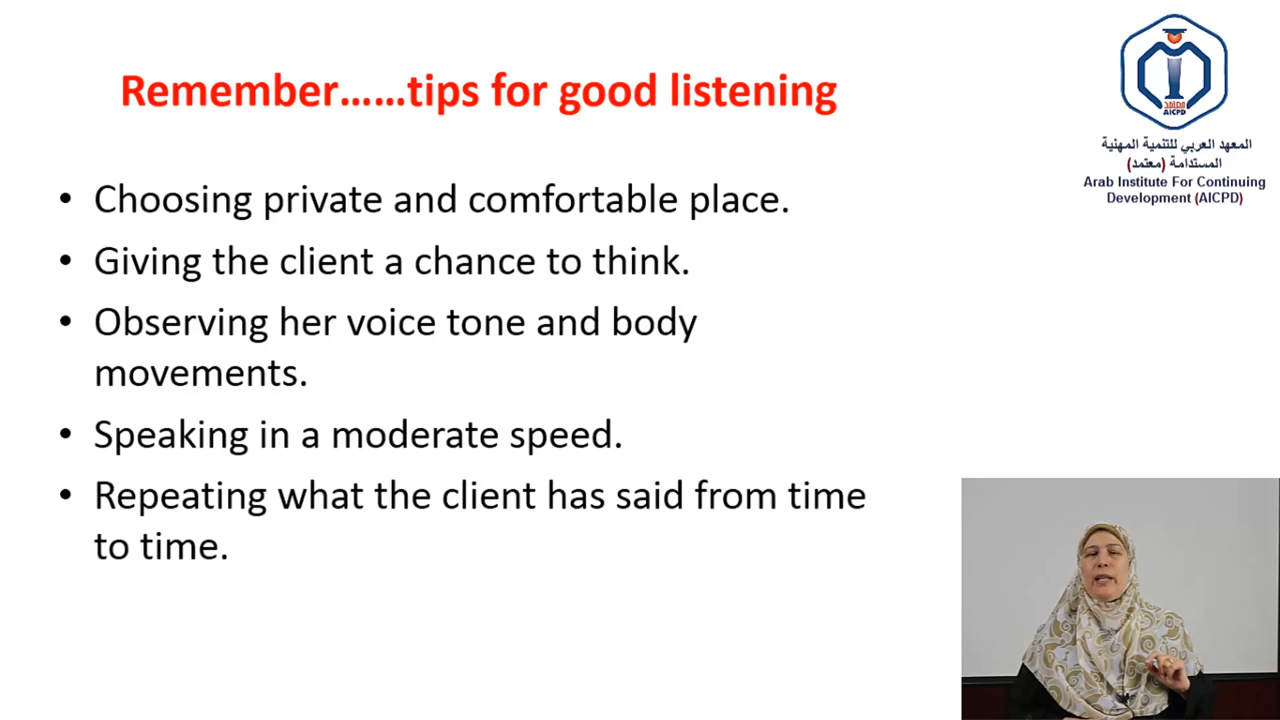 Remember……tips for good listening
• Choosing private and comfortable place.
• Giving the client a chance to think.
• Observing her voice tone and body
movements.
• Speaking in a moderate speed.
• Repeating what the client has said from time
to time.
معتمد
AICPD
المعهد العربي للتنمية المهنية
المستدامة (معتمد)
Arab Institute For Continuing
Development (AICPD)